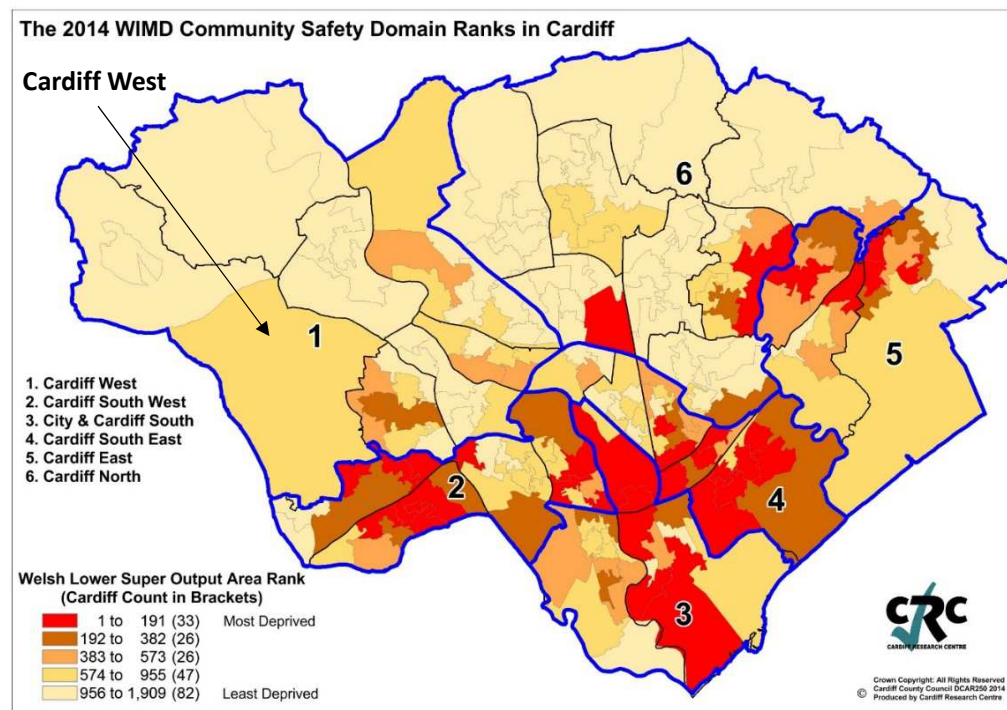 The 2014 WIMD Community Safety Domain Ranks in Cardiff
Cardiff West
6
1
5
1. Cardiff West
2. Cardiff South West
3. City & Cardiff South
4. Cardiff South East
5. Cardiff East
6. Cardiff North
2
4
3
Welsh Lower Super Output Area Rank
(Cardiff Count in Brackets)
1 to 191 (33) Most Deprived
192 to 382 (26)
383 to 573 (26)
574 to 955 (47)
956 to 1,909 (82) Least Deprived
CRC
CARDIFF RESEARCH CENTRE
Crown Copyright: All Rights Reserved
© Cardiff County Council DCAR250 2014
Produced by Cardiff Research Centre